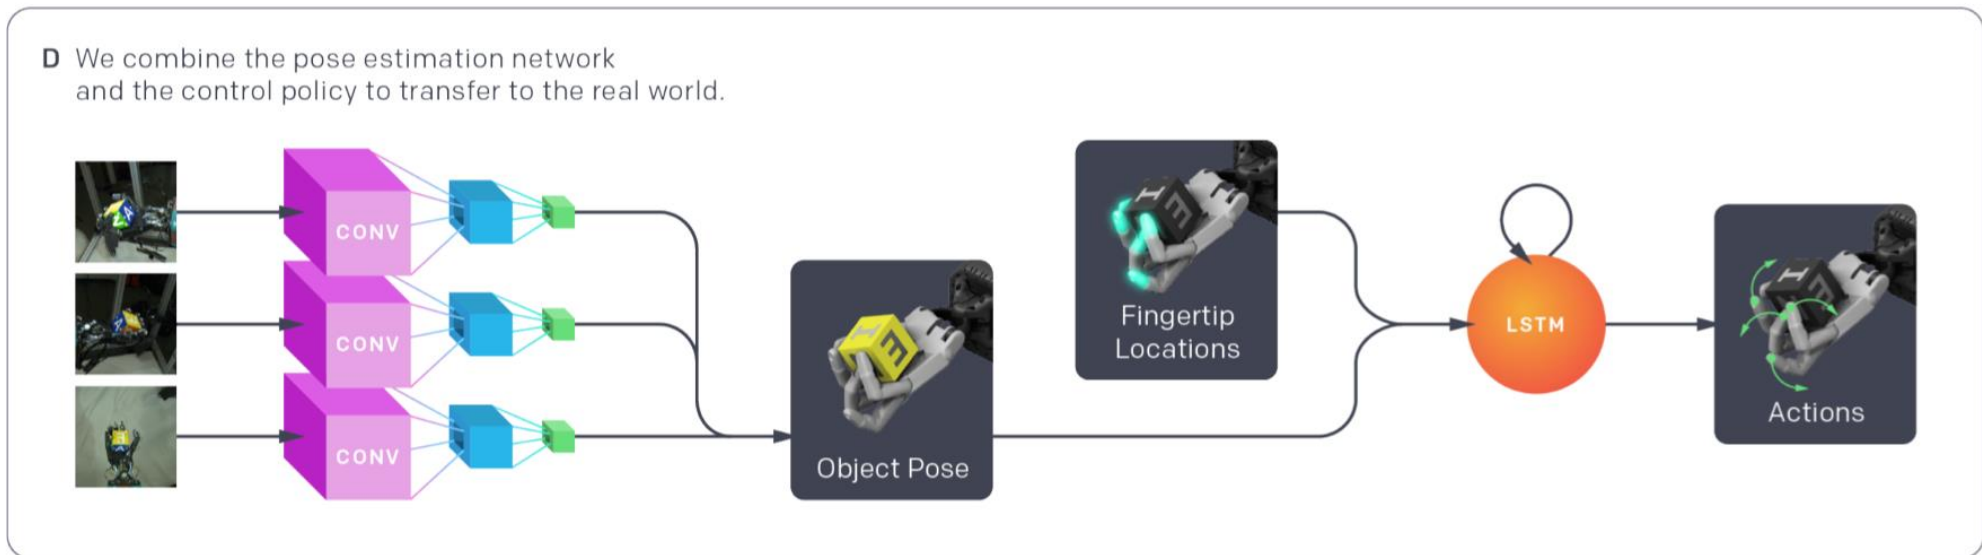 D We combine the pose estimation network
and the control policy to transfer to the real world.
CONV
CONV
CONV
I
E
Object Pose
I
E
Fingertip
Locations
LSTM
I
E
Actions